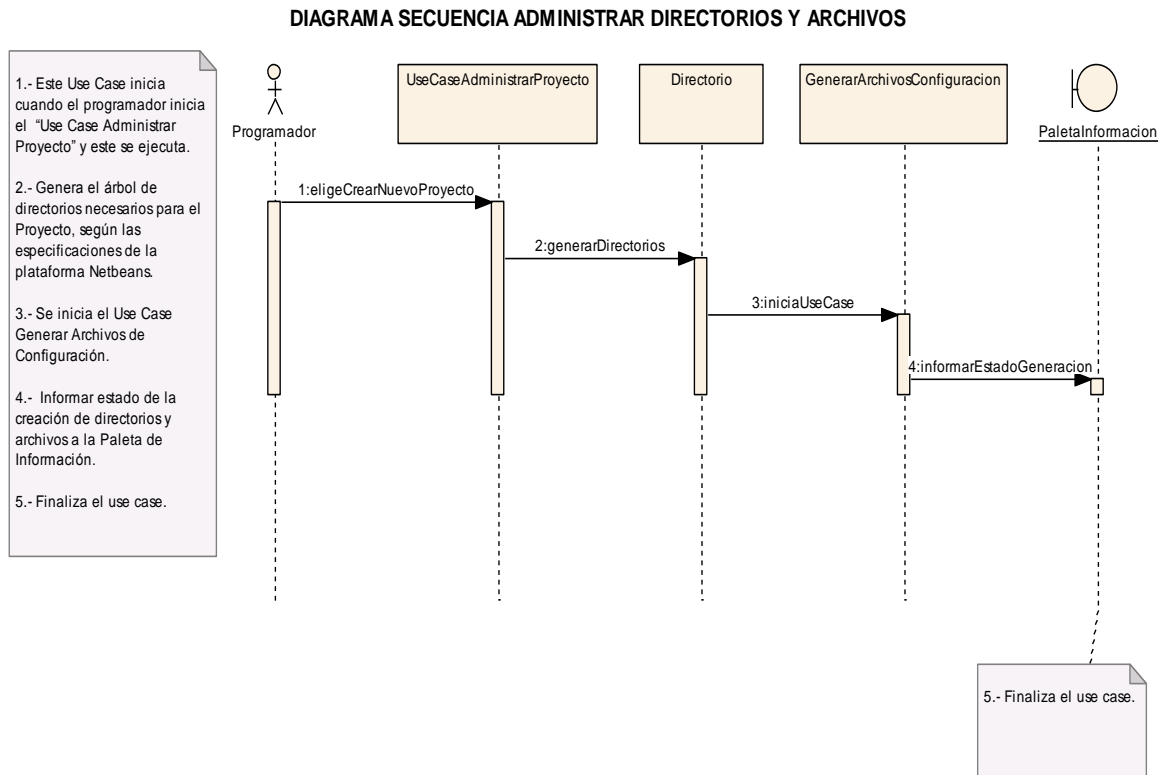 DIAGRAMA SECUENCIA ADMINISTRAR DIRECTORIOS Y ARCHIVOS
1.- Este Use Case inicia
cuando el programador inicia
el “Use Case Administrar
Proyecto” y este se ejecuta.
2.- Genera el árbol de
directorios necesarios para el
Proyecto, según las
especificaciones de la
plataforma Netbeans.
3.- Se inicia el Use Case
Generar Archivos de
Configuración.
4.- Informar estado de la
creación de directorios y
archivos a la Paleta de
Información.
5.- Finaliza el use case.
Programador
UseCaseAdministrarProyecto
Directorio
GenerarArchivosConfiguracion
PaletaInformacion
1:eligeCrearNuevoProyecto
2:generarDirectorios
3:iniciaUseCase
4:informarEstadoGeneracion
5.- Finaliza el use case.